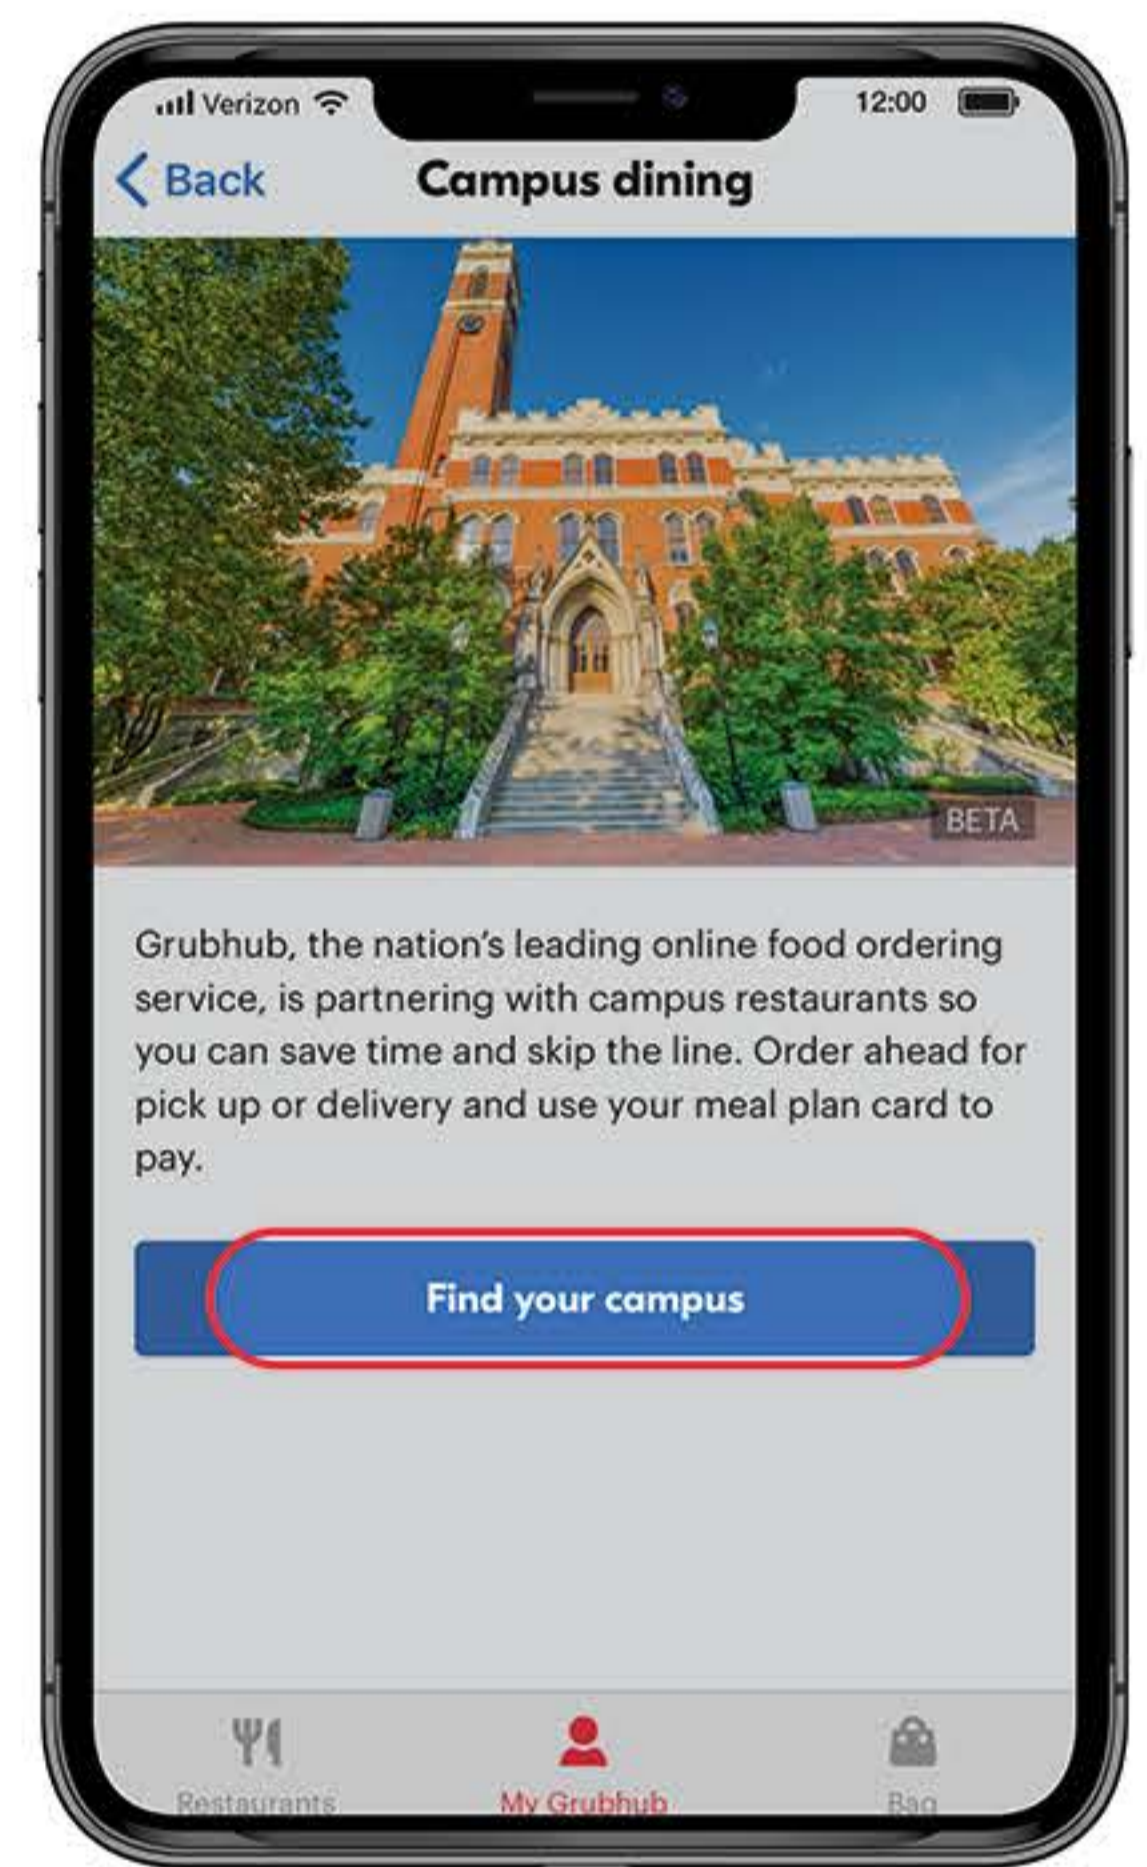 Verizon
12:00
Back
Campus dining
BETA
Grubhub, the nation's leading online food ordering
service, is partnering with campus restaurants so
you can save time and skip the line. Order ahead for
pick up or delivery and use your meal plan card to
pay.
Find your campus
Restaurants
My Grubhub
Bag